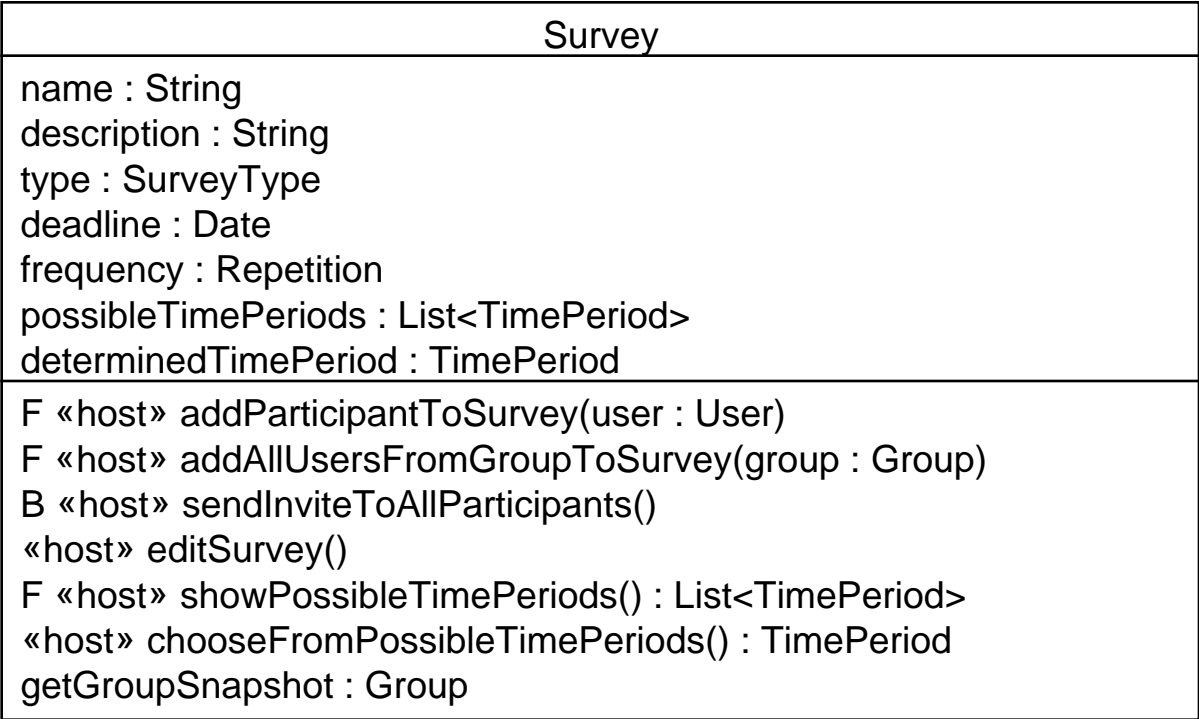 Survey
name : String
description : String
type : SurveyType
deadline : Date
frequency : Repetition
possibleTimePeriods : List<TimePeriod>
determinedTimePeriod : TimePeriod
F «host» addParticipantToSurvey(user : User)
F «host» addAllUsersFromGroupToSurvey(group : Group)
B «host» sendInviteToAllParticipants()
«host» editSurvey()
F «host» showPossibleTimePeriods() : List<TimePeriod>
«host» chooseFromPossibleTimePeriods() : TimePeriod
getGroupSnapshot : Group